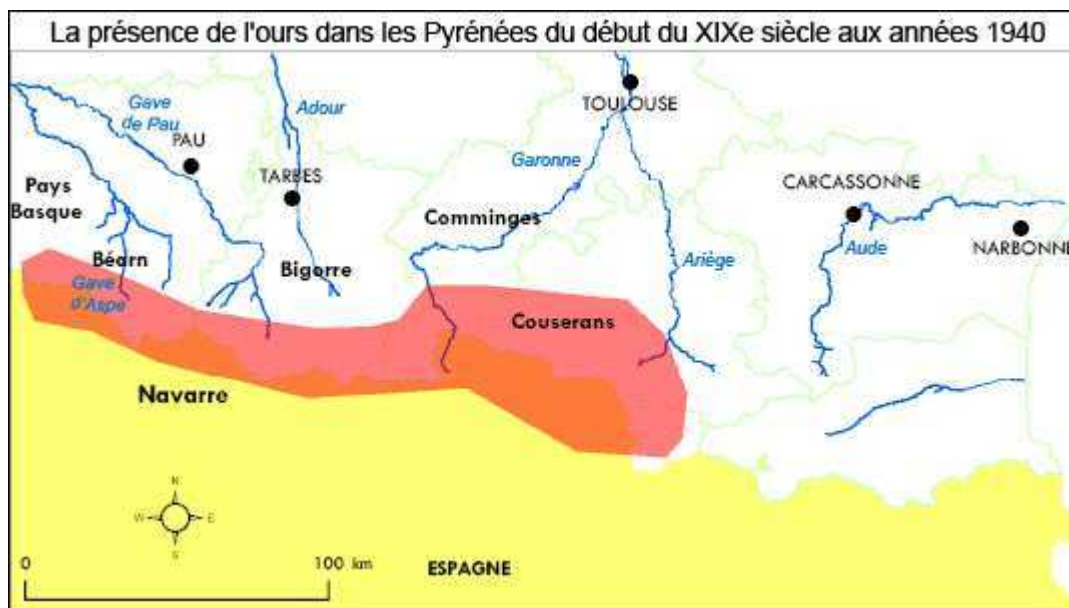 La présence de l'ours dans les Pyrénées du début du XIXe siècle aux années 1940
Gave
de Pau
Adour
TOULOUSE
PAU
TARBES
Garonne
Pays
Basque
CARCASSONNE
Comminges
NARBONNE
Béarn
Bigorre
Ariège
Aude
Gave
d'Aspe
Couserans
Navarre
N
W
E
S
0
100 km
ESPAGNE